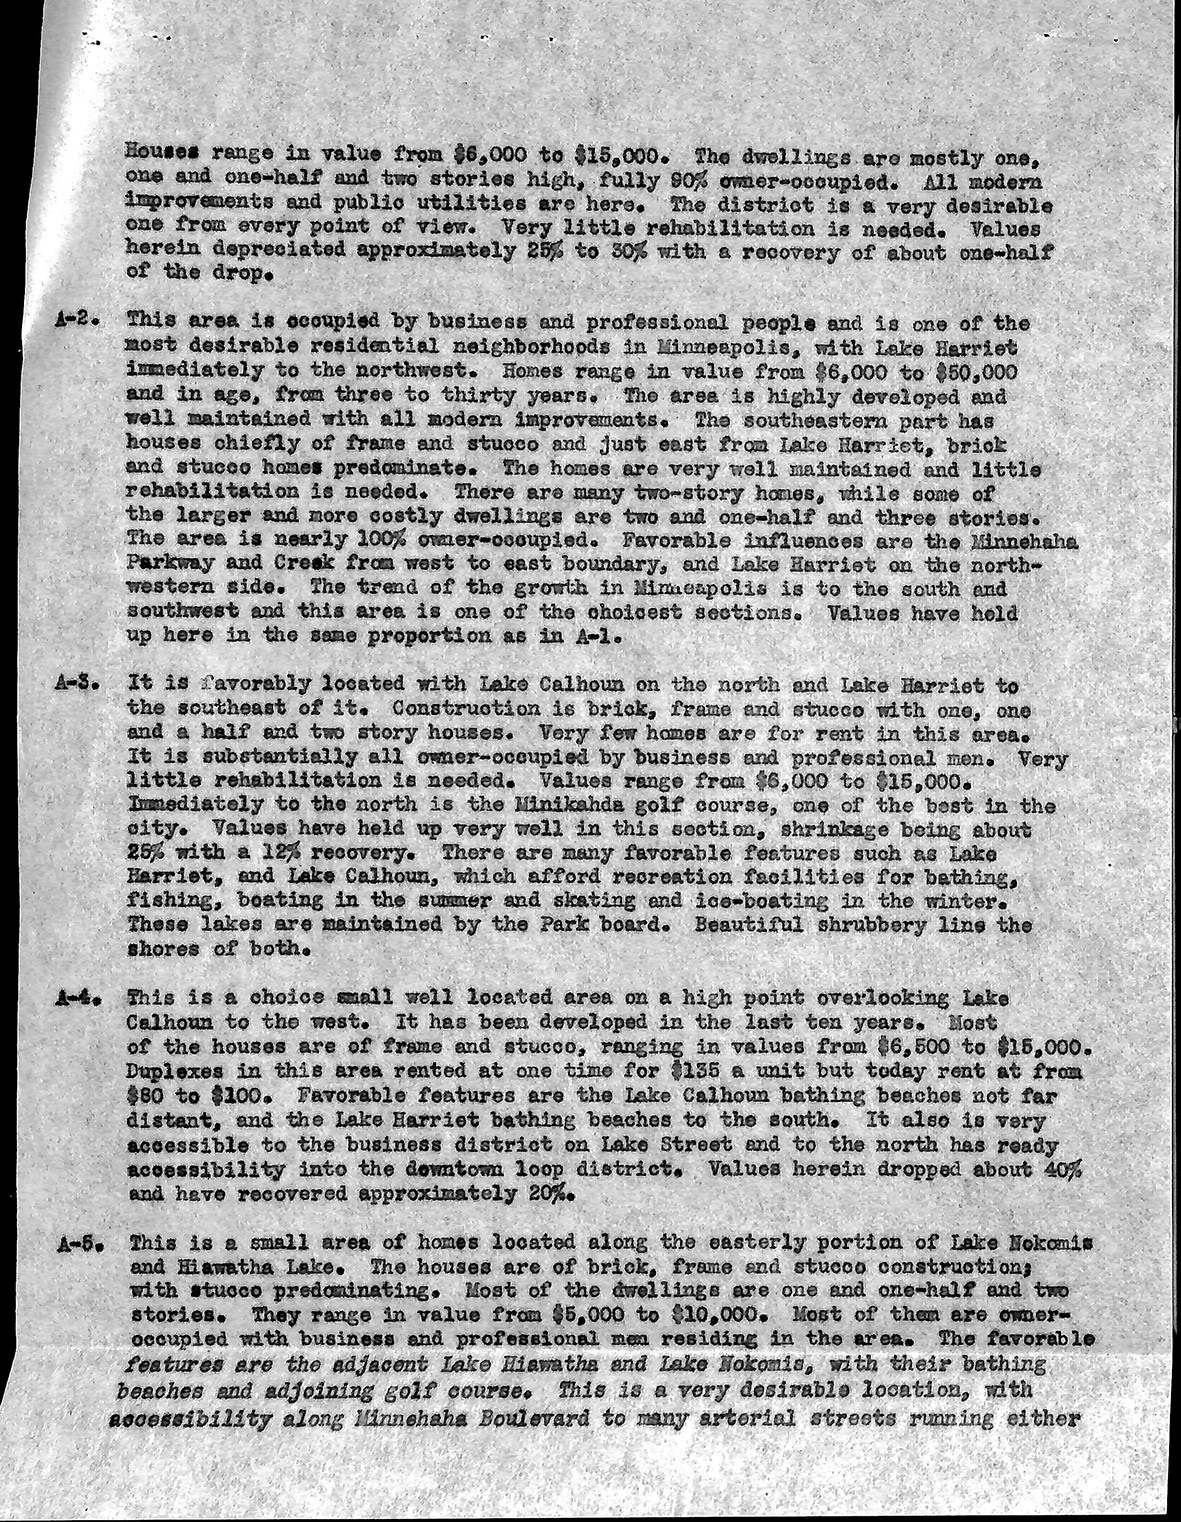 Houses range in value from $6,000 to $15,000. The dwellings are mostly one,
one and one-half and two stories high, fully 90% owner-occupied. All modern
improvements and public utilities are here. The district is a very desirable
one from every point of view. Very little rehabilitation is needed. Values
herein depreciated approximately 25% to 30% with a recovery of about one-half
of the drop.
A-2. This area is occupied by business and professional people and is one of the
most desirable residential neighborhoods in Minneapolis, with Lake Harriet
immediately to the northwest. Homes range in value from $6,000 to $50,000
and in age, from three to thirty years. The area is highly developed and
well maintained with all modern improvements. The southeastern part has
houses chiefly of frame and stucco and just east from Lake Harriet, brick
and stucco homes predominate. The homes are very well maintained and little
rehabilitation is needed. There are many two-story homes, while some of
the larger and more costly dwellings are two and one-half and three stories.
The area is nearly 100% owner-occupied. Favorable influences are the Minnehaha
Parkway and Creek from west to east boundary, and Lake Harriet on the north-
western side. The trend of the growth in Minneapolis is to the south and
southwest and this area is one of the choicest sections. Values have held
up here in the same proportion as in A-1.
A-3. It is favorably located with Lake Calhoun on the north and Lake Harriet to
the southeast of it. Construction is brick, frame and stucco with one, one
and a half and two story houses. Very few homes are for rent in this area.
It is substantially all owner-occupied by business and professional men. Very
little rehabilitation is needed. Values range from $6,000 to $15,000.
Immediately to the north is the Minikahda golf course, one of the best in the
city. Values have held up very well in this section, shrinkage being about
25% with a 12% recovery. There are many favorable features such as Lake
Harriet, and Lake Calhoun, which afford recreation facilities for bathing,
fishing, boating in the summer and skating and ice-boating in the winter.
These lakes are maintained by the Park board. Beautiful shrubbery line the
shores of both.
A-4. This is a choice small well located area on a high point overlooking Lake
Calhoun to the west. It has been developed in the last ten years. Most
of the houses are of frame and stucco, ranging in values from $6,500 to $15,000.
Duplexes in this area rented at one time for $135 a unit but today rent at from
$80 to $100. Favorable features are the Lake Calhoun bathing beaches not far
distant, and the Lake Harriet bathing beaches to the south. It also is very
accessible to the business district on Lake Street and to the north has ready
accessibility into the downtown loop district. Values herein dropped about 40%
and have recovered approximately 20%.
A-5. This is a small area of homes located along the easterly portion of Lake Nokomis
and Hiawatha Lake. The houses are of brick, frame and stucco construction;
with stucco predominating. Most of the dwellings are one and one-half and two
stories. They range in value from $5,000 to $10,000. Most of them are owner-
occupied with business and professional men residing in the area. The favorable
features are the adjacent Lake Hiawatha and Lake Nokomis, with their bathing
beaches and adjoining golf course. This is a very desirable location, with
accessibility along Minnehaha Boulevard to many arterial streets running either